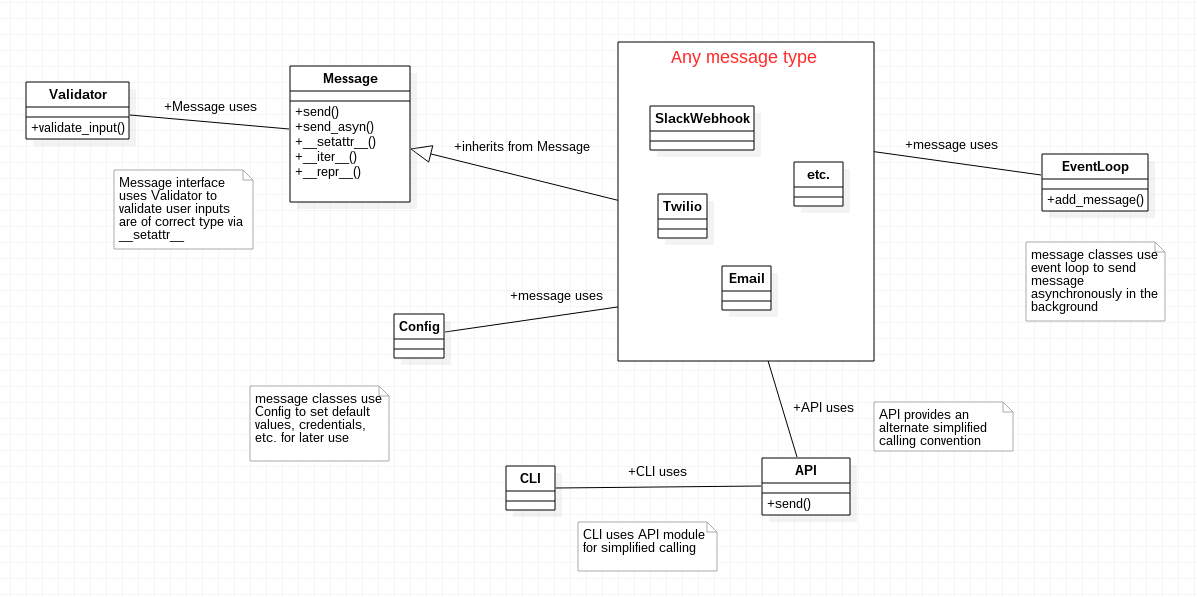 Any message type
Validator
+validate_input()
+Message uses
Message
+send()
+send_asyn()
+__setattr__()
+__iter__()
+__repr__()
+inherits from Message
SlackWebhook
etc.
Twilio
Email
+message uses
EventLoop
+add_message()
Message interface
uses Validator to
validate user inputs
are of correct type via
__setattr__
message classes use
event loop to send
message
asynchronously in the
background
+message uses
Config
message classes use
Config to set default
values, credentials,
etc. for later use
+API uses
API provides an
alternate simplified
calling convention
CLI
+CLI uses
API
+send()
CLI uses API module
for simplified calling